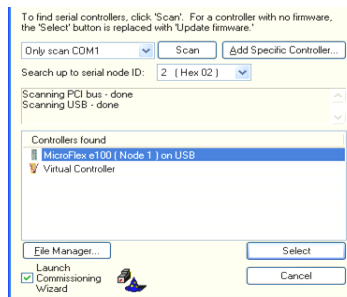 To find serial controllers, click 'Scan'. For a controller with no firmware,
the 'Select' button is replaced with 'Update firmware.'
Only scan COM1 Scan Add Specific Controller...
Search up to serial node ID: 2 ( Hex 02 )
Scanning PCI bus - done
Scanning USB - done
Controllers found
MicroFlex e100 ( Node 1 ) on USB
Virtual Controller
File Manager... Select
Launch
Commissioning
Wizard
Cancel